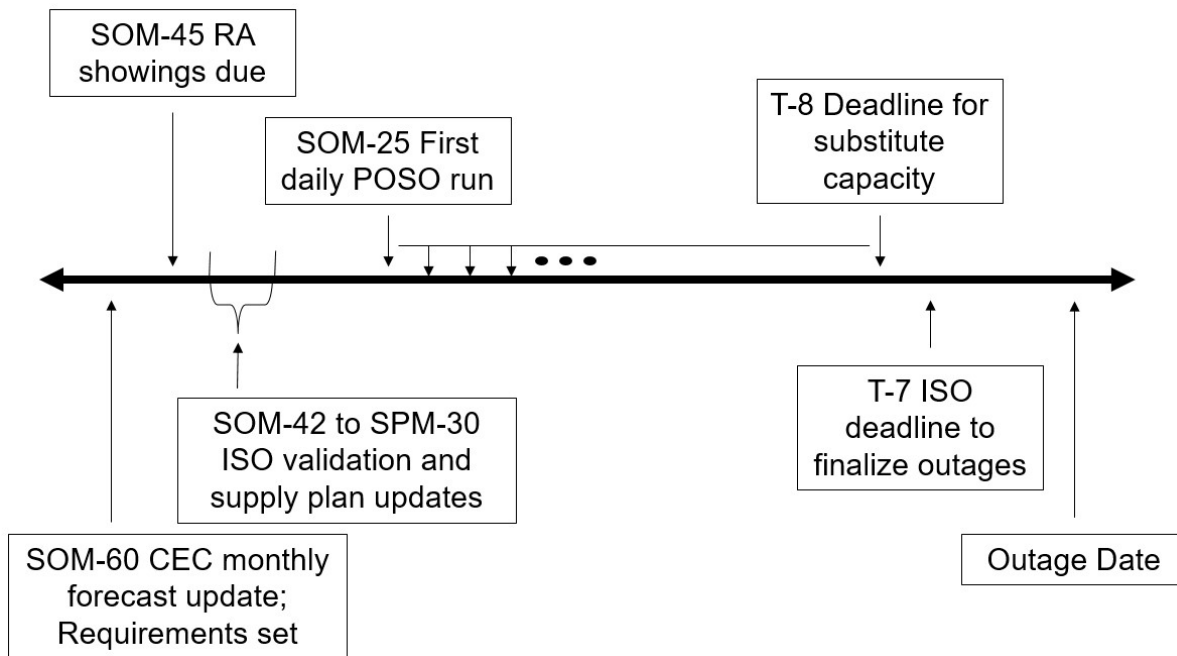 SOM-45 RA
showings due
SOM-25 First
daily POSO run
T-8 Deadline for
substitute
capacity
SOM-42 to SPM-30
ISO validation and
supply plan updates
T-7 ISO
deadline to
finalize outages
SOM-60 CEC monthly
forecast update;
Requirements set
Outage Date